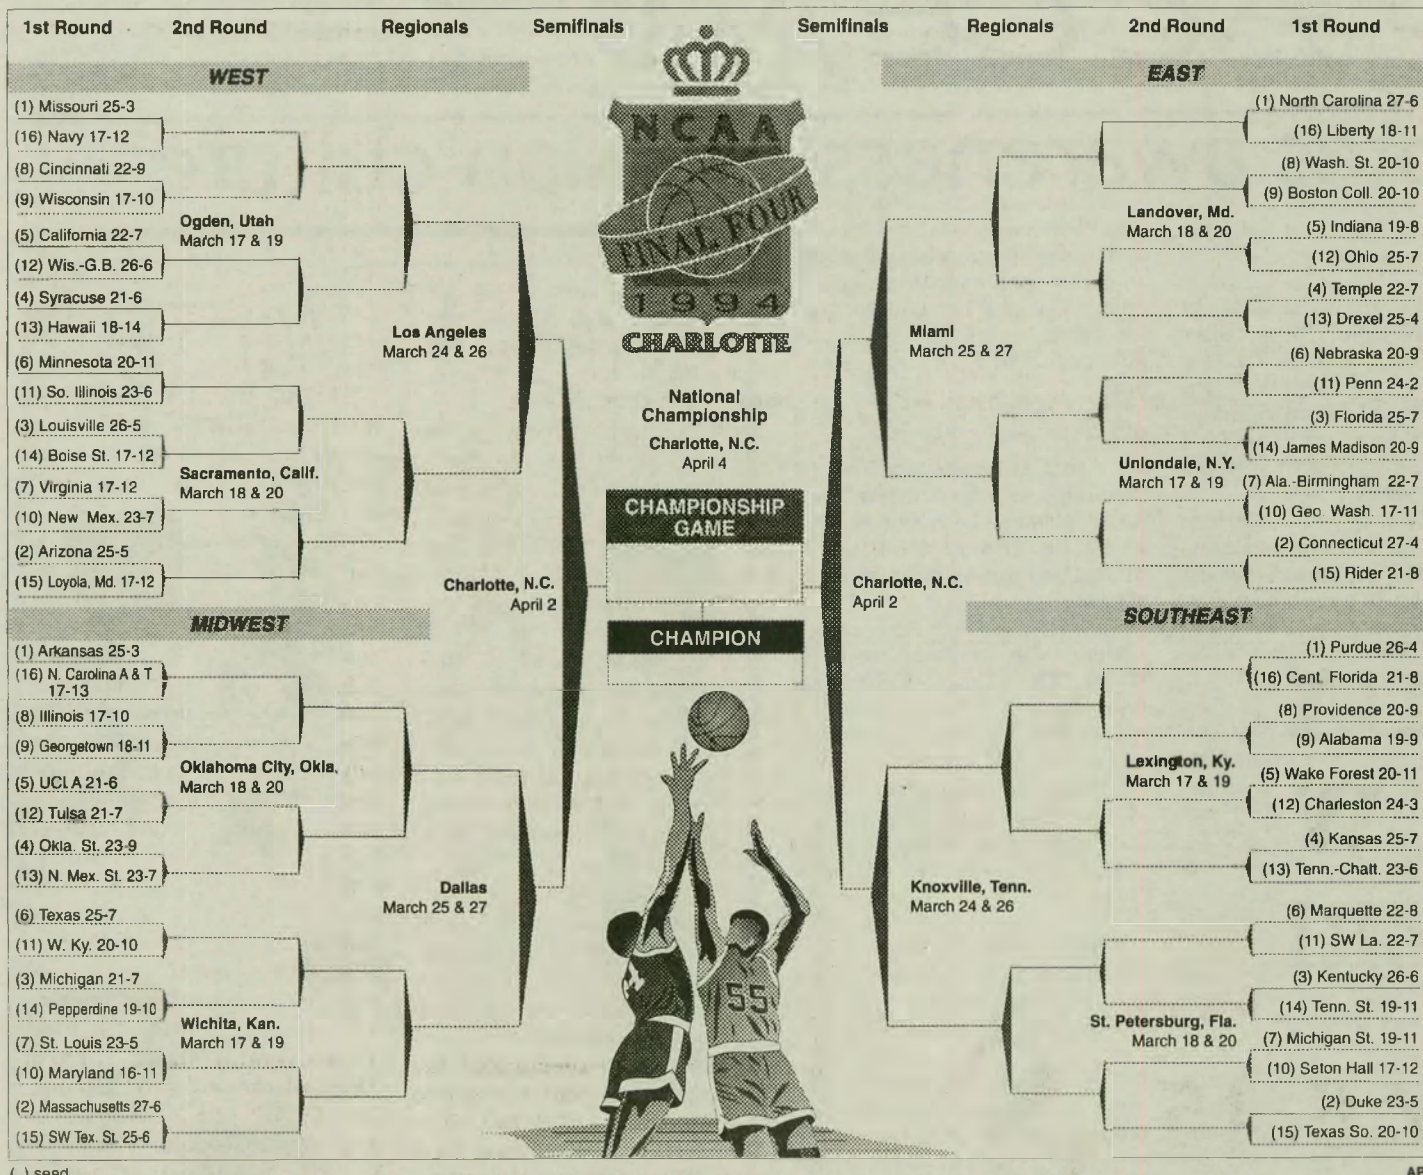 1st Round 2nd Round Regionals Semifinals Semifinals Regionals 2nd Round 1st Round
WEST
(1) Missouri 25-3
(16) Navy 17-12
(8) Cincinnati 22-9
(9) Wisconsin 17-10
Ogden, Utah
March 17 & 19
(5) California 22-7
(12) Wis.-G.B. 26-6
(4) Syracuse 21-6
(13) Hawaii 18-14
Los Angeles
March 24 & 26
(6) Minnesota 20-11
(11) So. Illinois 23-6
(3) Louisville 26-5
(14) Boise St. 17-12
Sacramento, Calif.
March 18 & 20
(7) Virginia 17-12
(10) New Mex. 23-7
(2) Arizona 25-5
(15) Loyola, Md. 17-12
Charlotte, N.C.
April 2
MIDWEST
(1) Arkansas 25-3
(16) N. Carolina A & T
17-13
(8) Illinois 17-10
(9) Georgetown 18-11
Oklahoma City, Okla.
March 18 & 20
(5) UCLA 21-6
(12) Tulsa 21-7
(4) Okla. St. 23-9
(13) N. Mex. St. 23-7
Dallas
March 25 & 27
(6) Texas 25-7
(11) W. Ky. 20-10
(3) Michigan 21-7
(14) Pepperdine 19-10
Wichita, Kan.
March 17 & 19
(7) St. Louis 23-5
(10) Maryland 16-11
(2) Massachusetts 27-6
(15) SW Tex. St. 25-6
NCAA
FINAL FOUR
1994
CHARLOTTE
National
Championship
Charlotte, N.C.
April 4
CHAMPIONSHIP
GAME
CHAMPION
55
EAST
(1) North Carolina 27-6
(16) Liberty 18-11
(8) Wash. St. 20-10
(9) Boston Coll. 20-10
Landover, Md.
March 18 & 20
(5) Indiana 19-8
(12) Ohio 25-7
(4) Temple 22-7
(13) Drexel 25-4
Miami
March 25 & 27
(6) Nebraska 20-9
(11) Penn 24-2
(3) Florida 25-7
(14) James Madison 20-9
Uniondale, N.Y.
March 17 & 19
(7) Ala.-Birmingham 22-7
(10) Geo. Wash. 17-11
(2) Connecticut 27-4
(15) Rider 21-8
Charlotte, N.C.
April 2
SOUTHEAST
(1) Purdue 26-4
(16) Cent. Florida 21-8
(8) Providence 20-9
(9) Alabama 19-9
Lexington, Ky.
March 17 & 19
(5) Wake Forest 20-11
(12) Charleston 24-3
(4) Kansas 25-7
(13) Tenn.-Chatt. 23-6
Knoxville, Tenn.
March 24 & 26
(6) Marquette 22-8
(11) SW La. 22-7
(3) Kentucky 26-6
(14) Tenn. St. 19-11
St. Petersburg, Fla.
March 18 & 20
(7) Michigan St. 19-11
(10) Seton Hall 17-12
(2) Duke 23-5
(15) Texas So. 20-10
( ) seed